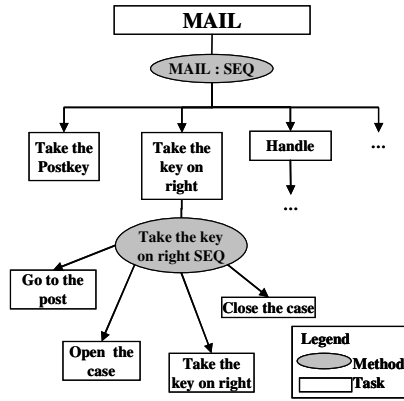 MAIL
MAIL : SEQ
Take the
Postkey
Take the
key on
right
Handle
...
...
Take the key
on right SEQ
Go to the
post
Open the
case
Take the
key on right
Close the case
Legend
Method
Task